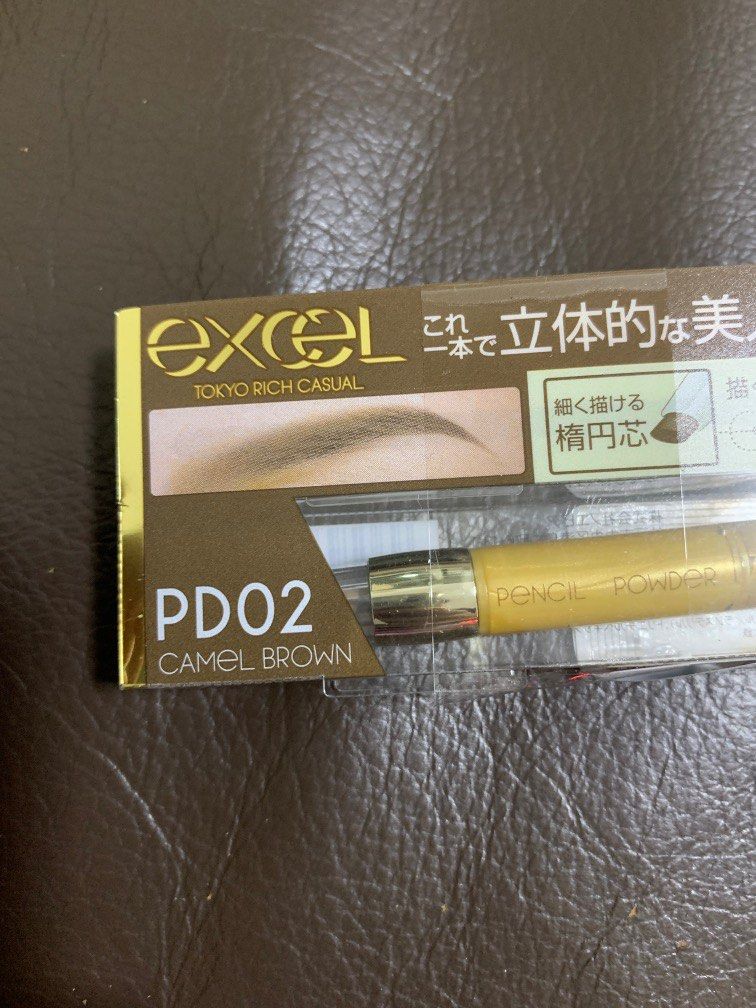 excel
TOKYO RICH CASUAL
これ
一本で立体的な美
細く描ける
楕円芯
描
PD02
CAMEL BROWN
PENCIL POWDER